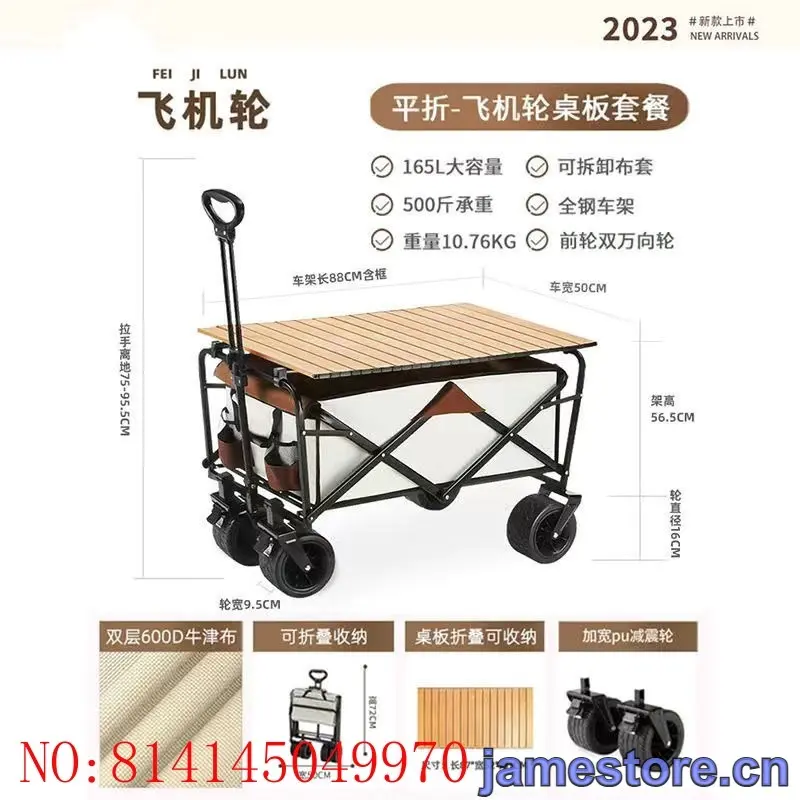 2023 #新款上市#
NEW ARRIVALS
FEI JI LUN
飞机轮
平折-飞机轮桌板套餐
165L大容量
可拆卸布套
500斤承重
全钢车架
重量10.76KG
前轮双万向轮
车架长88CM含框
车宽50CM
拉手离地75-95.5CM
架高
56.5CM
轮直径16CM
轮宽9.5CM
双层600D牛津布
可折叠收纳
桌板折叠可收纳
加宽pu减震轮
72CM
NO:814145049970
jamestore.cn